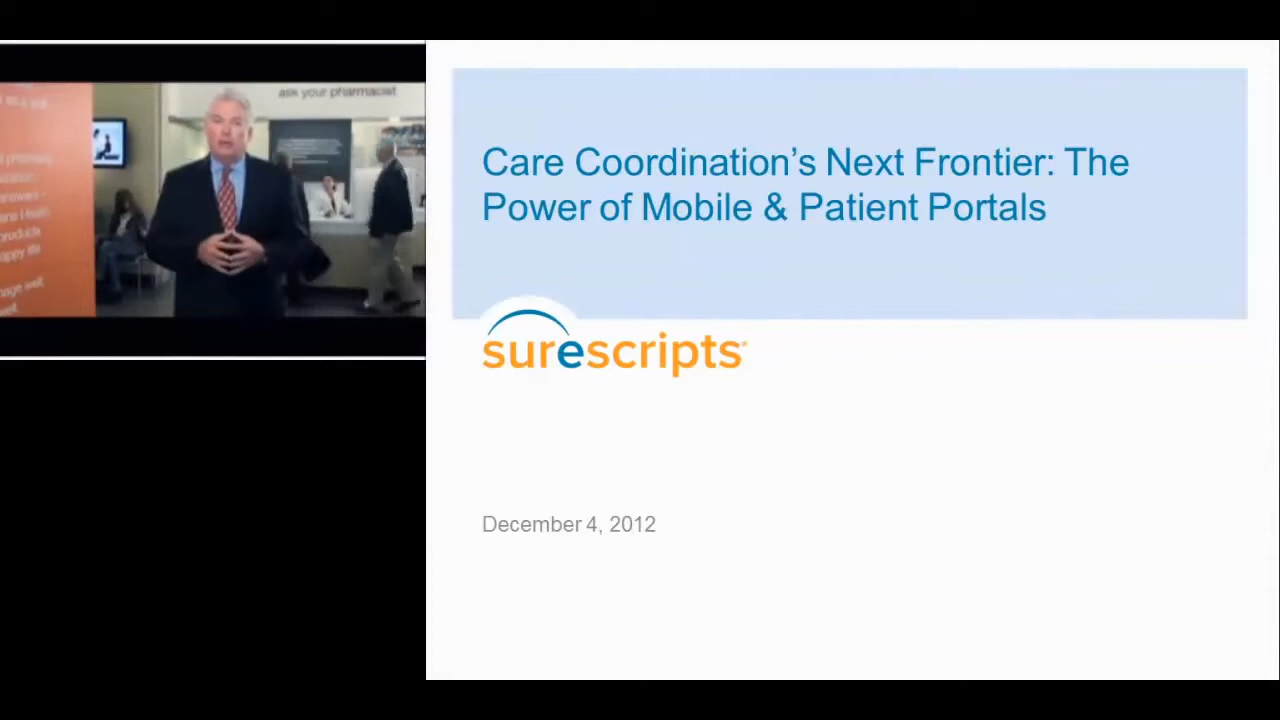 ask your pharmacist
Care Coordination’s Next Frontier: The
Power of Mobile & Patient Portals
surescripts
December 4, 2012